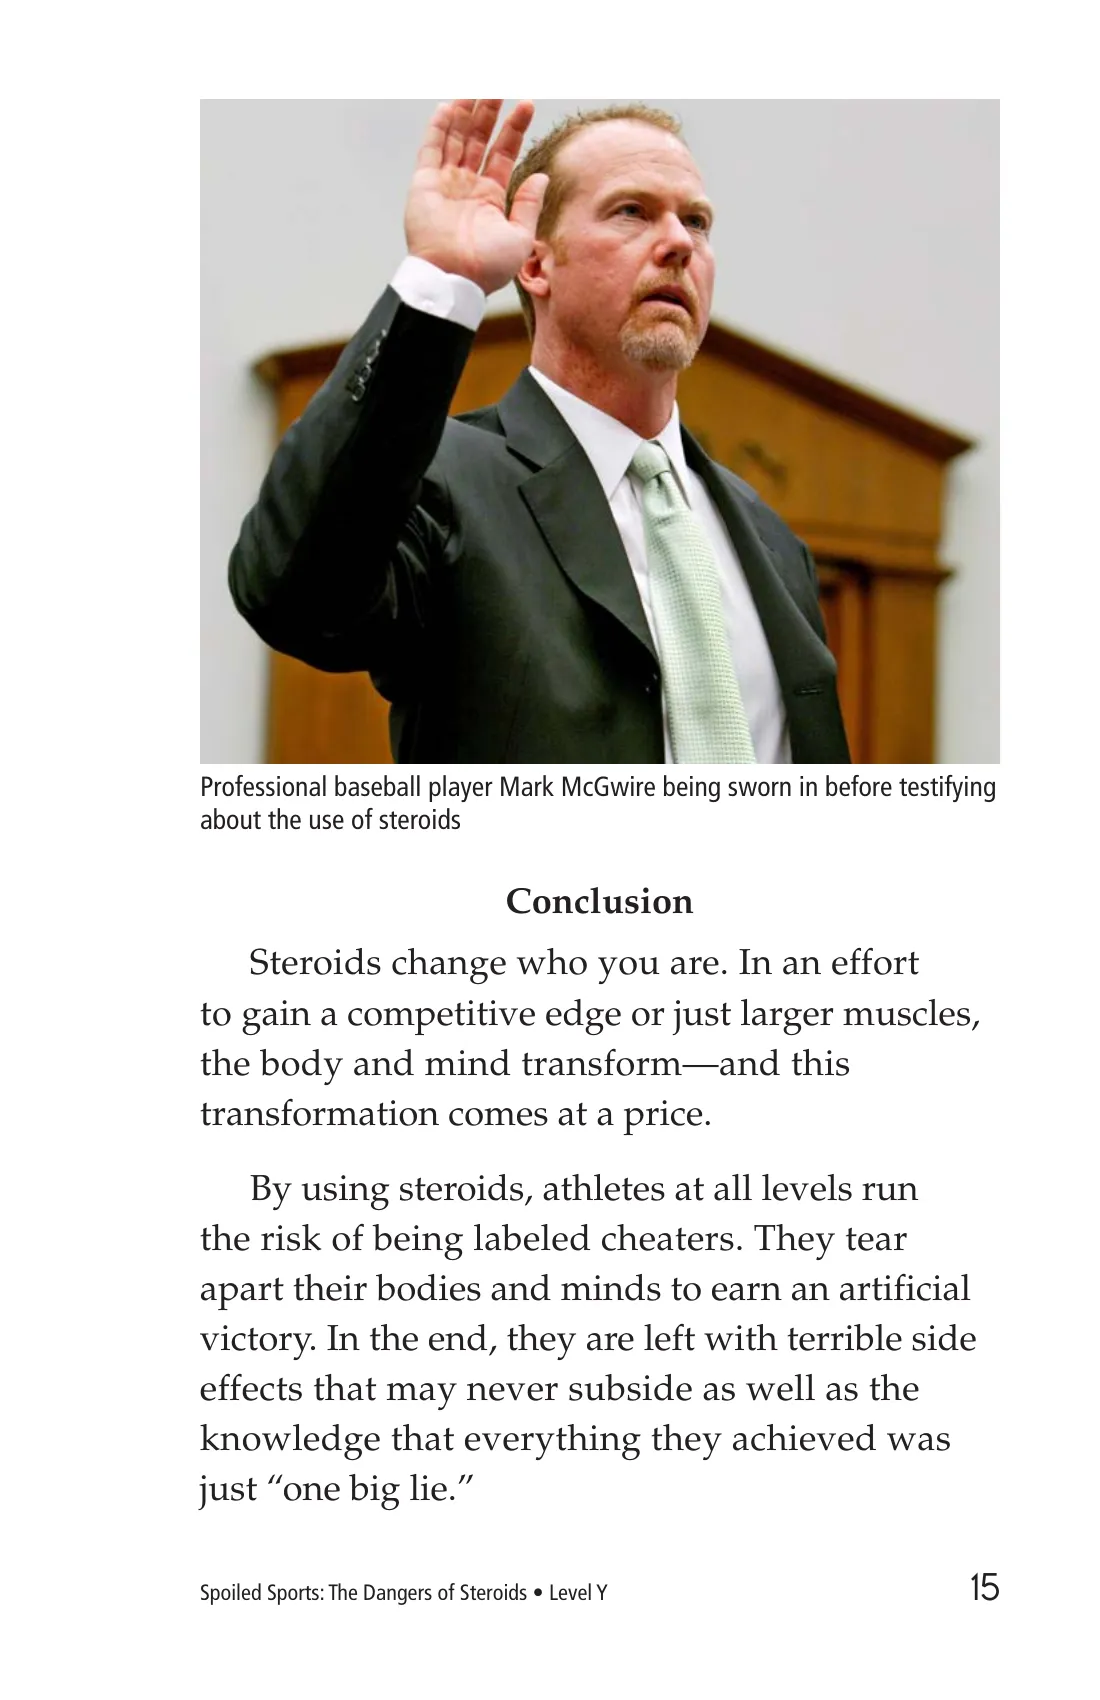 Professional baseball player Mark McGwire being sworn in before testifying
about the use of steroids
Conclusion
Steroids change who you are. In an effort
to gain a competitive edge or just larger muscles,
the body and mind transform—and this
transformation comes at a price.
By using steroids, athletes at all levels run
the risk of being labeled cheaters. They tear
apart their bodies and minds to earn an artificial
victory. In the end, they are left with terrible side
effects that may never subside as well as the
knowledge that everything they achieved was
just “one big lie.”
Spoiled Sports: The Dangers of Steroids • Level Y 15